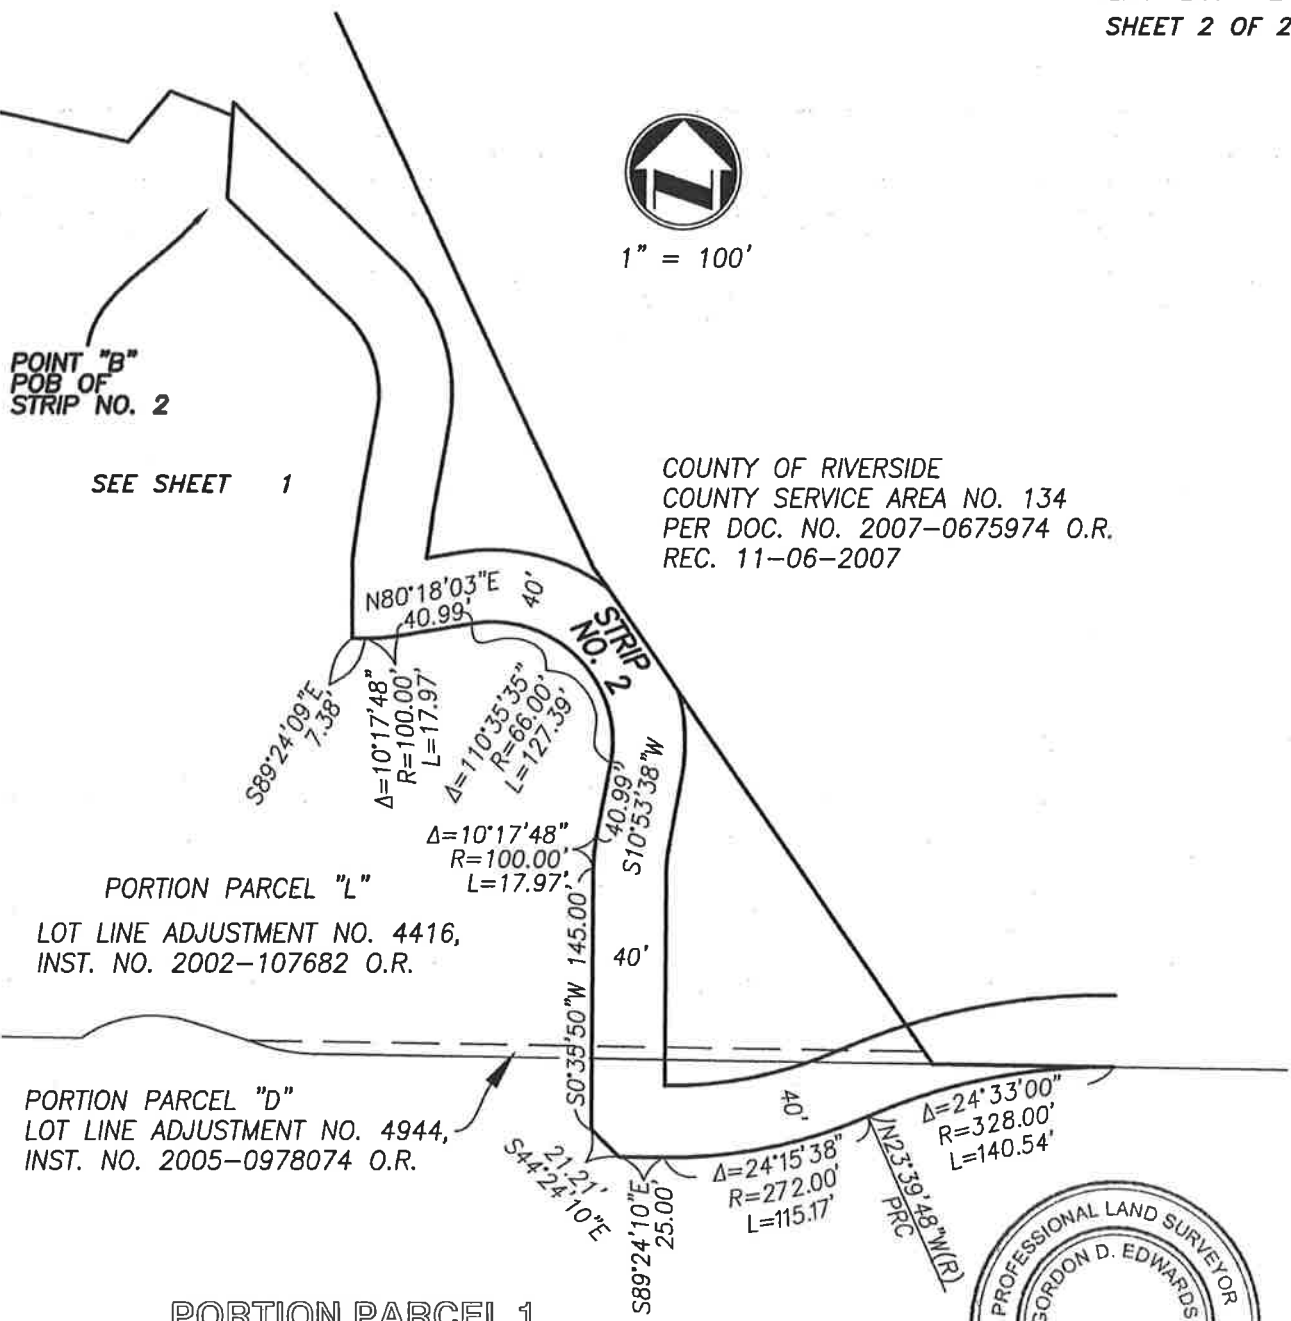 SHEET 2 OF 2
1" = 100'
POINT "B"
POB OF
STRIP NO. 2
SEE SHEET 1
COUNTY OF RIVERSIDE
COUNTY SERVICE AREA NO. 134
PER DOC. NO. 2007-0675974 O.R.
REC. 11-06-2007
N80°18'03"E
40.99'
40'
STRIP
NO. 2
S89°24'09"E
7.38'
Δ=10°17'48"
R=100.00'
L=17.97'
Δ=110°35'35"
R=66.00'
L=127.39'
40.99'
S10°53'38"W
Δ=10°17'48"
R=100.00'
L=17.97'
PORTION PARCEL "L"
LOT LINE ADJUSTMENT NO. 4416,
INST. NO. 2002-107682 O.R.
S0°35'50"W 145.00'
40'
PORTION PARCEL "D"
LOT LINE ADJUSTMENT NO. 4944,
INST. NO. 2005-0978074 O.R.
40'
Δ=24°33'00"
R=328.00'
L=140.54'
21.21'
S44°24'10"E
S89°24'10"E
25.00'
Δ=24°15'38"
R=272.00'
L=115.17'
N23°39'48"W(R)
PRC
PROFESSIONAL LAND SURVEYOR
GORDON D. EDWARDS
PORTION PARCEL 1